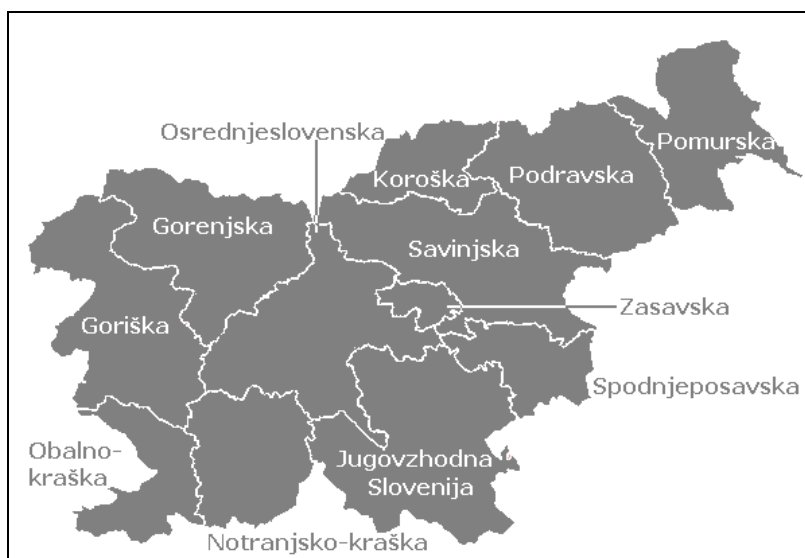 Osrednjeslovenska
Pomurska
Koroška
Podravska
Gorenjska
Savinjska
Zasavska
Goriška
Spodnjeposavska
Obalno-
kraška
Jugovzhodna
Slovenija
Notranjsko-kraška